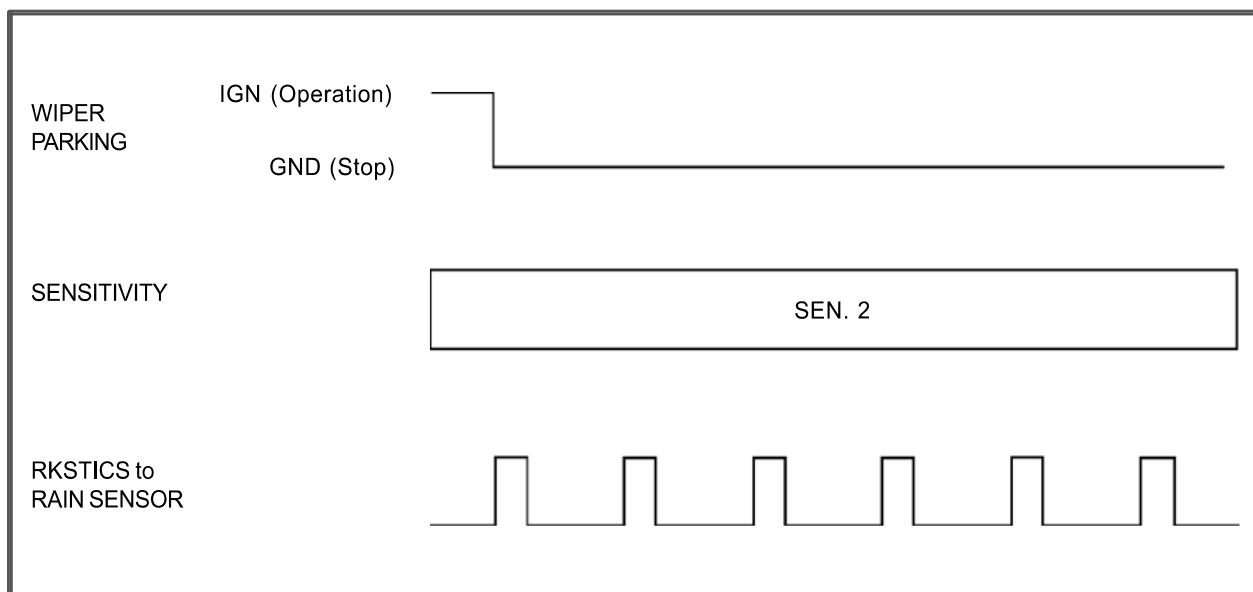 WIPER
PARKING
IGN (Operation)
GND (Stop)
SENSITIVITY
SEN. 2
RKSTICS to
RAIN SENSOR